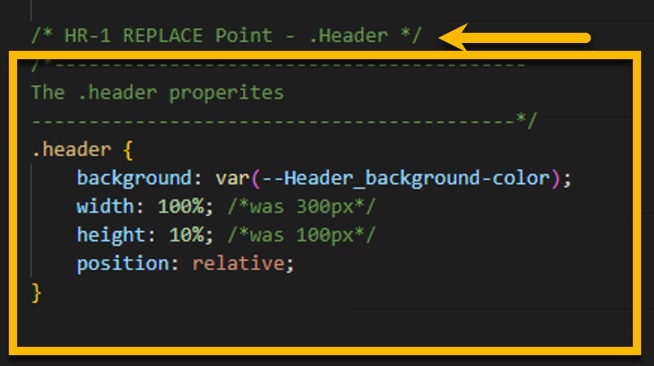 /* HR-1 REPLACE Point - .Header */
/*-----------------------------------------
The .header properites
------------------------------------------*/
.header {
    background: var(--Header_background-color);
    width: 100%; /*was 300px*/
    height: 10%; /*was 100px*/
    position: relative;
}